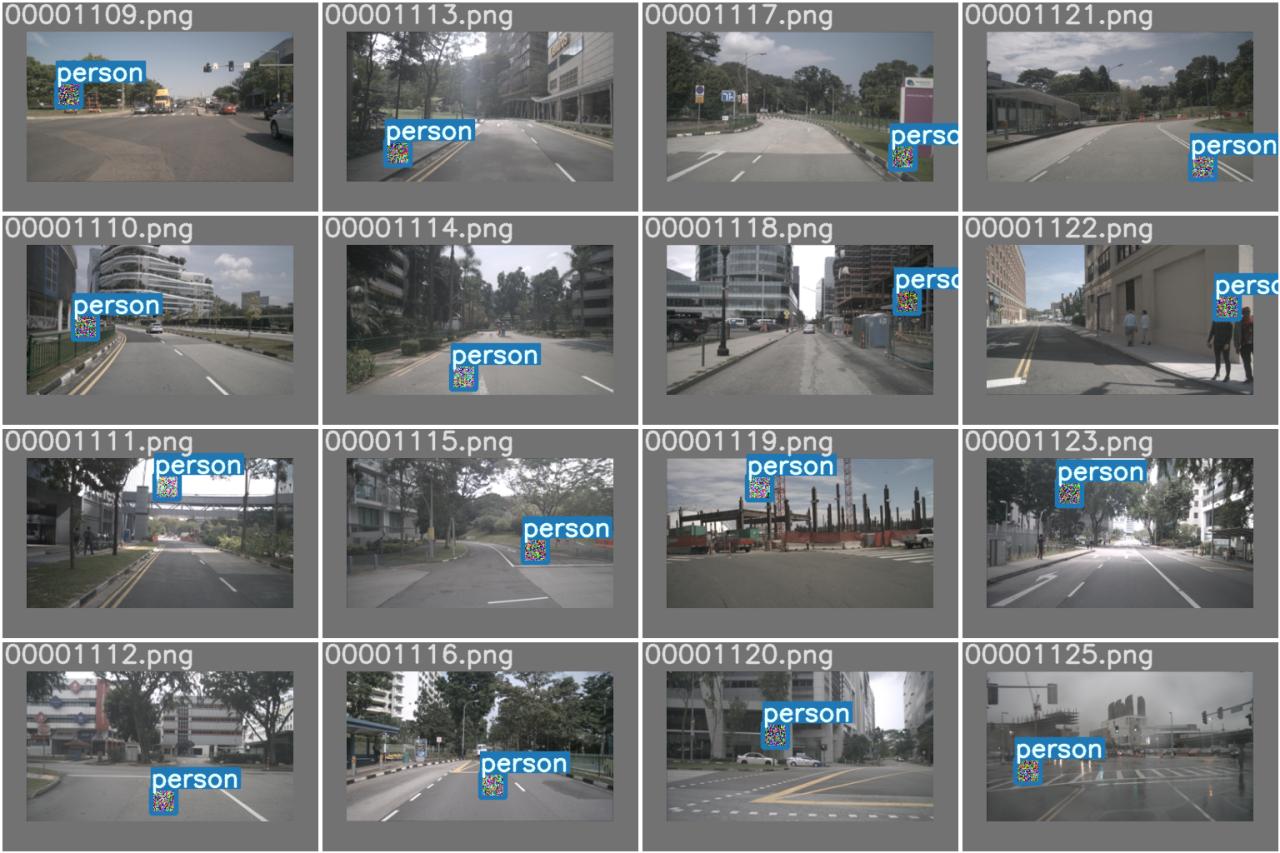 00001109.png
person
00001113.png
person
00001117.png
perso
00001121.png
person
00001110.png
person
00001114.png
person
00001118.png
perso
00001122.png
perso
00001111.png
person
00001115.png
person
00001119.png
person
00001123.png
person
00001112.png
person
00001116.png
person
00001120.png
person
00001125.png
person